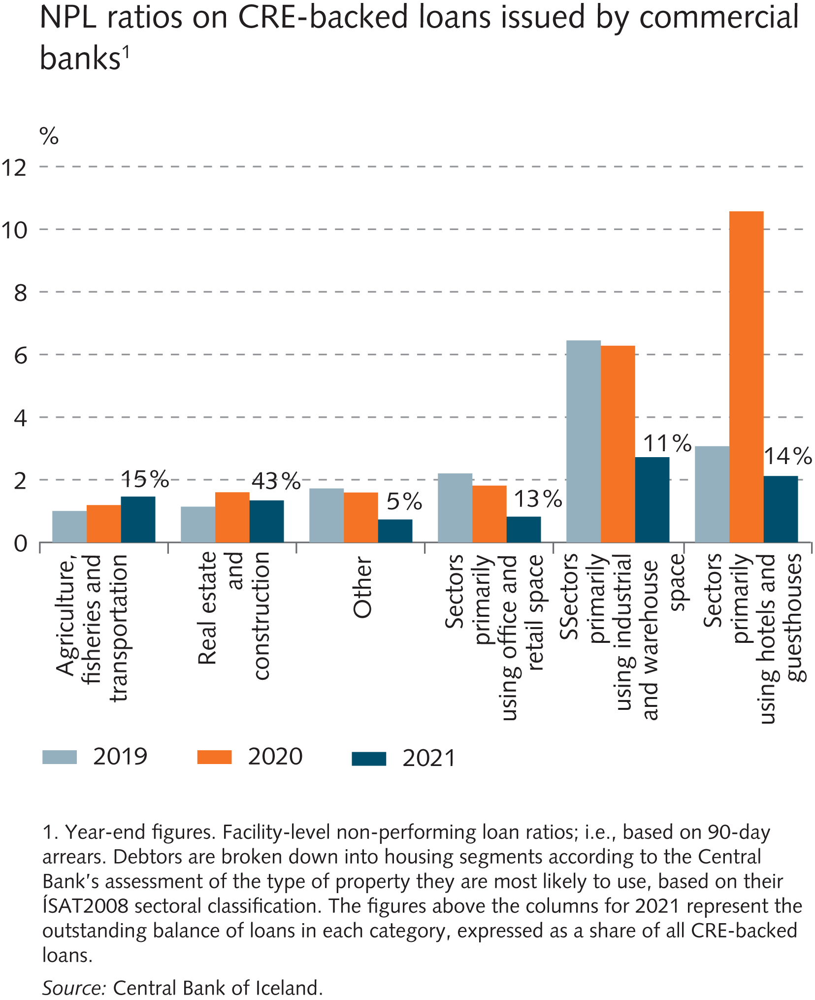 NPL ratios on CRE-backed loans issued by commercial
banks¹
%
12
10
8
6
4
2
0
15%
43%
5%
13%
11%
14%
Agriculture,
fisheries and
transportation
Real estate
and
construction
Other
Sectors
primarily
using office and
retail space
SSectors
primarily
using industrial
and warehouse
space
Sectors
primarily
using hotels and
guesthouses
2019
2020
2021
1. Year-end figures. Facility-level non-performing loan ratios; i.e., based on 90-day
arrears. Debtors are broken down into housing segments according to the Central
Bank's assessment of the type of property they are most likely to use, based on their
ÍSAT2008 sectoral classification. The figures above the columns for 2021 represent the
outstanding balance of loans in each category, expressed as a share of all CRE-backed
loans.
Source: Central Bank of Iceland.